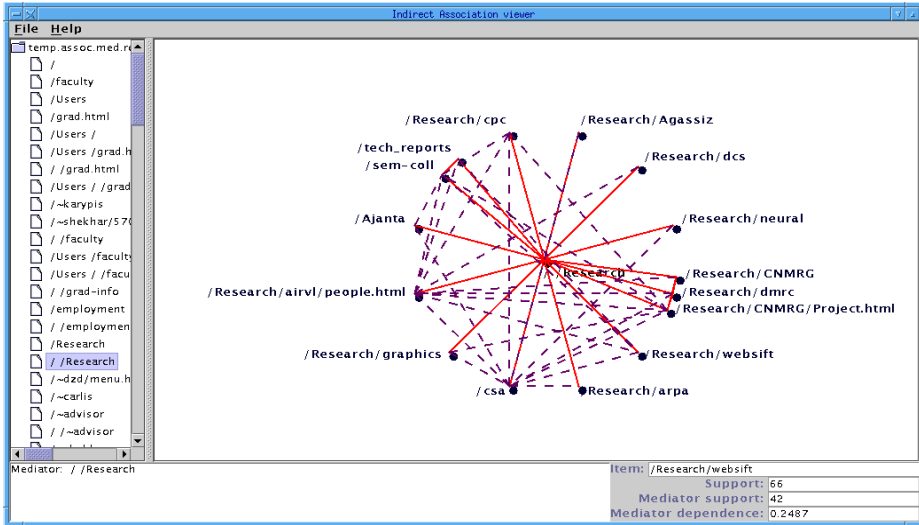 Indirect Association viewer
File Help
temp.assoc.med.re
/
/faculty
/Users
/grad.html
/Users /
/Users /grad.h
/ /grad.html
/Users / /grad
/~karypis
/~shekhar/570
/ /faculty
/Users /faculty
/Users / /facu
/ /grad-info
/employment
/ /employmen
/Research
/ /Research
/~dzd/menu.h
/~carlis
/~advisor
/ /~advisor
/Research/cpc
/Research/Agassiz
/tech_reports
/sem-coll
/Research/dcs
/Ajanta
/Research/neural
/Research
/Research/CNMRG
/Research/airvl/people.html
/Research/dmrc
/Research/CNMRG/Project.html
/Research/graphics
/Research/websift
/csa
/Research/arpa
Mediator: / /Research
Item: /Research/websift
Support: 66
Mediator support: 42
Mediator dependence: 0.2487